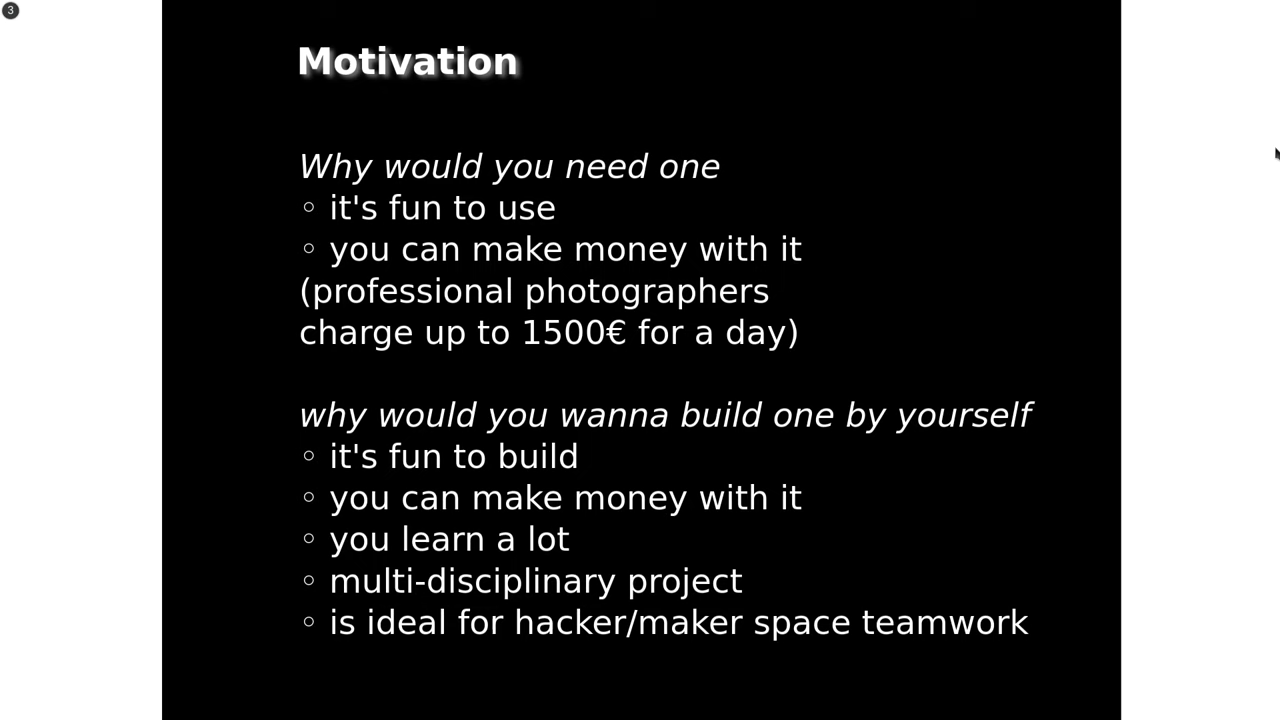 3
Motivation
Why would you need one
◦ it's fun to use
◦ you can make money with it
(professional photographers
charge up to 1500€ for a day)
why would you wanna build one by yourself
◦ it's fun to build
◦ you can make money with it
◦ you learn a lot
◦ multi-disciplinary project
◦ is ideal for hacker/maker space teamwork